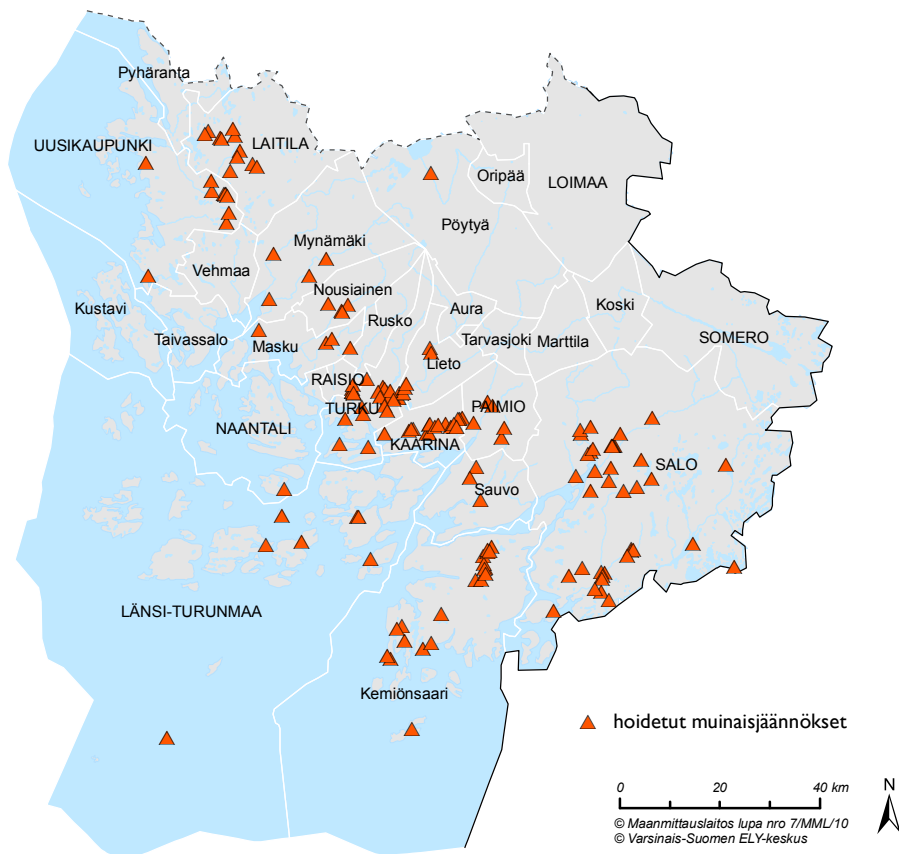 Pyhäranta
UUSIKAUPUNKI
LAITILA
Oripää
LOIMAA
Pöytyä
Mynämäki
Vehmaa
Nousiainen
Kustavi
Taivassalo
Masku
Rusko
Aura
Koski
Tarvasjoki
Marttila
SOMERO
Lieto
RAISIO
TURKU
PAIMIO
NAANTALI
KAARINA
SALO
Sauvo
LÄNSI-TURUNMAA
Kemiönsaari
hoidetut muinaisjäännökset
0 20 40 km
N
© Maanmittauslaitos lupa nro 7/MML/10
© Varsinais-Suomen ELY-keskus